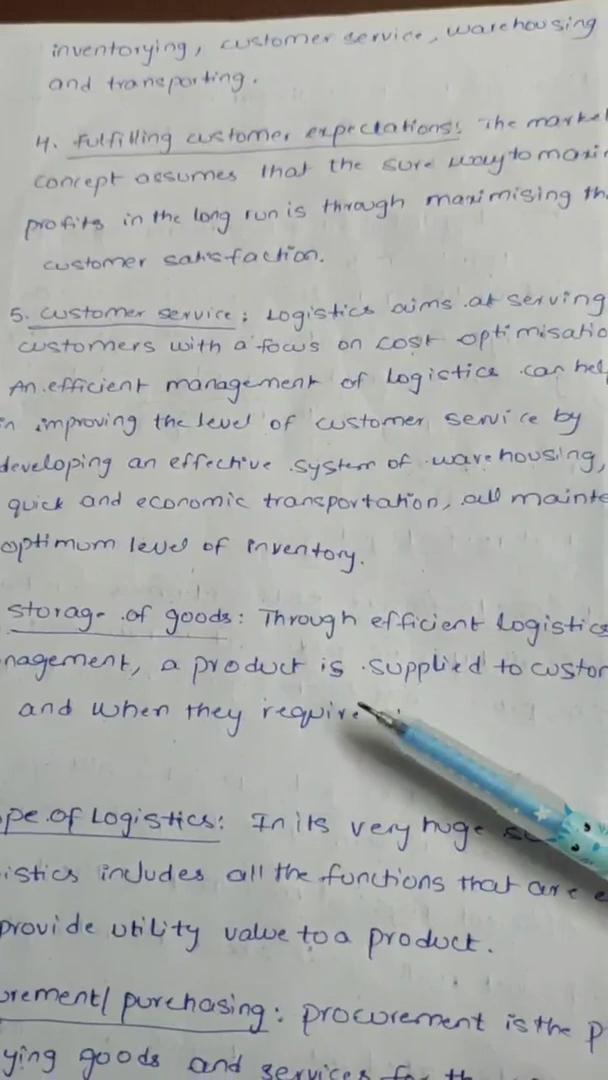 inventorying, customer service, warehousing
and transporting.
4. Fulfilling customer expectations: The market
concept assumes that the sure way to maxi
profits in the long run is through maximising th
customer satisfaction.
5. customer service: Logistics aims at serving
customers with a focus on cost optimisatio
An efficient management of Logistics can hel
in improving the level of customer service by
developing an effective system of warehousing,
quick and economic transportation, all mainte
optimum level of inventory.
storage of goods: Through efficient Logistics
nagement, a product is supplied to custo
and when they require
pe of Logistics: In its very huge
istics includes all the functions that are e
provide utility value to a product.
urement/ purchasing: procurement is the p
ying goods and services for th